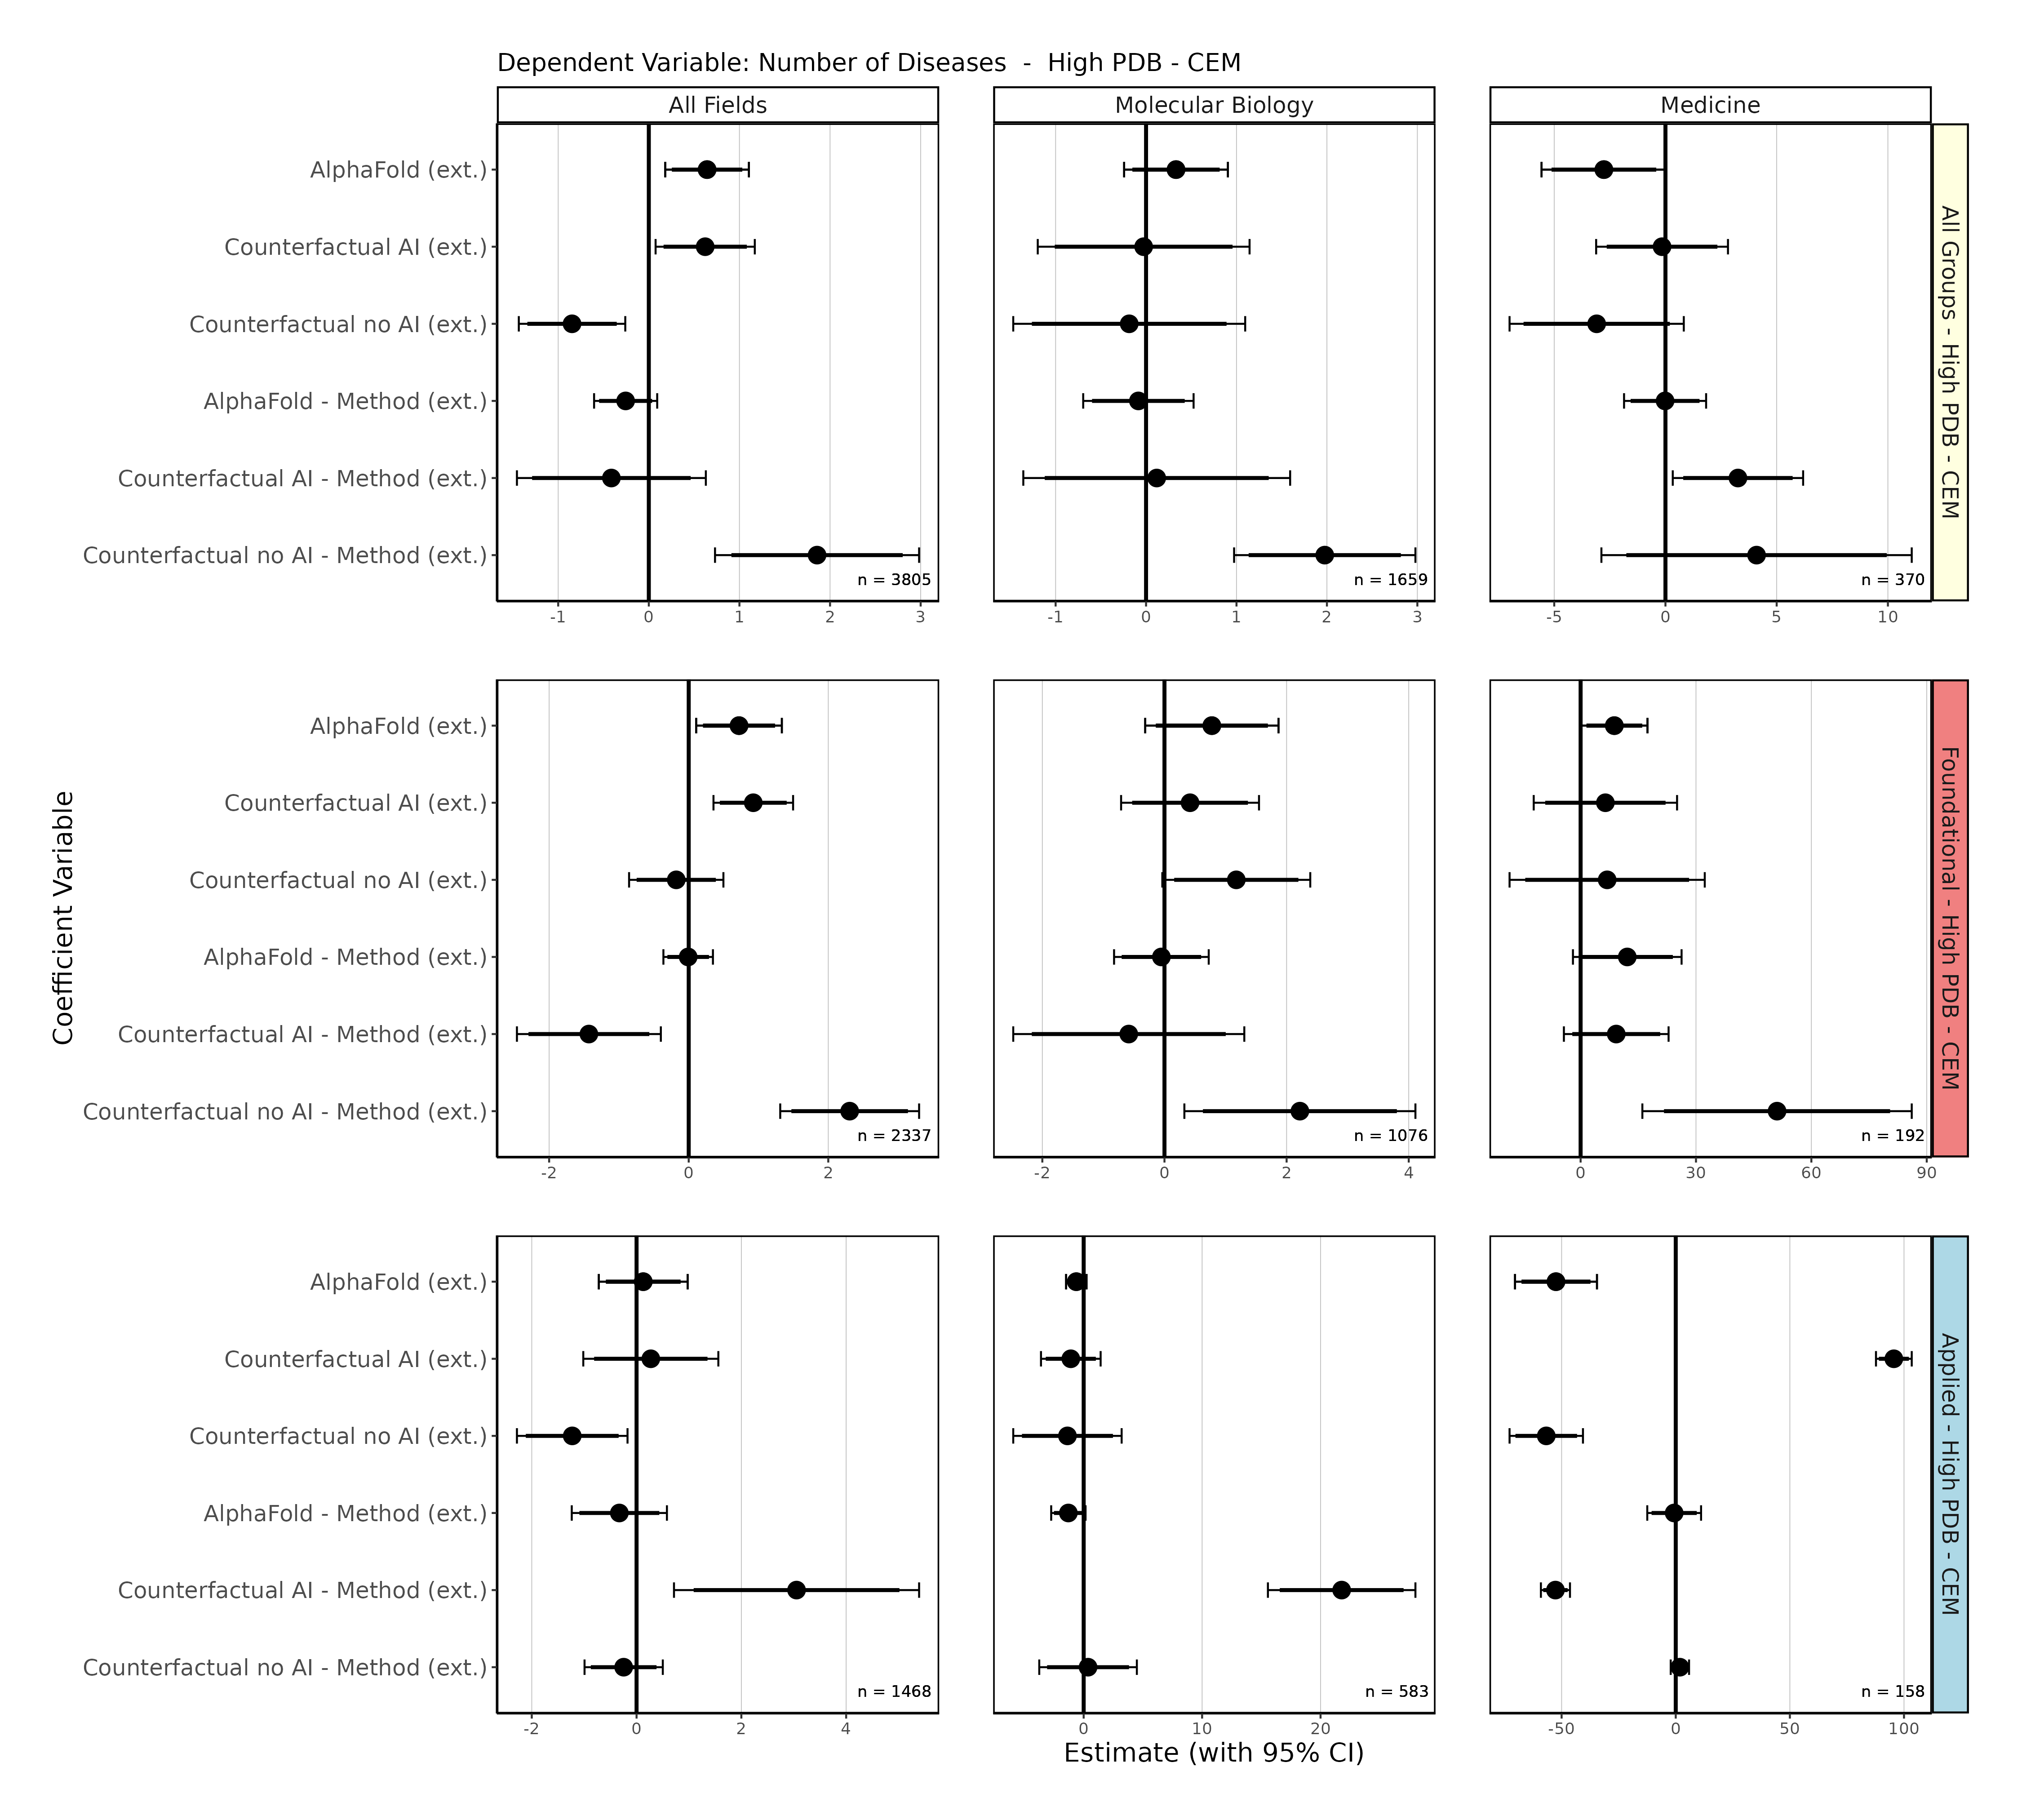 Dependent Variable: Number of Diseases - High PDB - CEM
All Fields
Molecular Biology
Medicine
AlphaFold (ext.)
Counterfactual AI (ext.)
Counterfactual no AI (ext.)
AlphaFold - Method (ext.)
Counterfactual AI - Method (ext.)
Counterfactual no AI - Method (ext.)
n = 3805
n = 1659
n = 370
-1 0 1 2 3
-1 0 1 2 3
-5 0 5 10
All Groups - High PDB - CEM
Coefficient Variable
AlphaFold (ext.)
Counterfactual AI (ext.)
Counterfactual no AI (ext.)
AlphaFold - Method (ext.)
Counterfactual AI - Method (ext.)
Counterfactual no AI - Method (ext.)
n = 2337
n = 1076
n = 192
-2 0 2
-2 0 2 4
0 30 60 90
Foundational - High PDB - CEM
AlphaFold (ext.)
Counterfactual AI (ext.)
Counterfactual no AI (ext.)
AlphaFold - Method (ext.)
Counterfactual AI - Method (ext.)
Counterfactual no AI - Method (ext.)
n = 1468
n = 583
n = 158
-2 0 2 4
0 10 20
-50 0 50 100
Applied - High PDB - CEM
Estimate (with 95% CI)